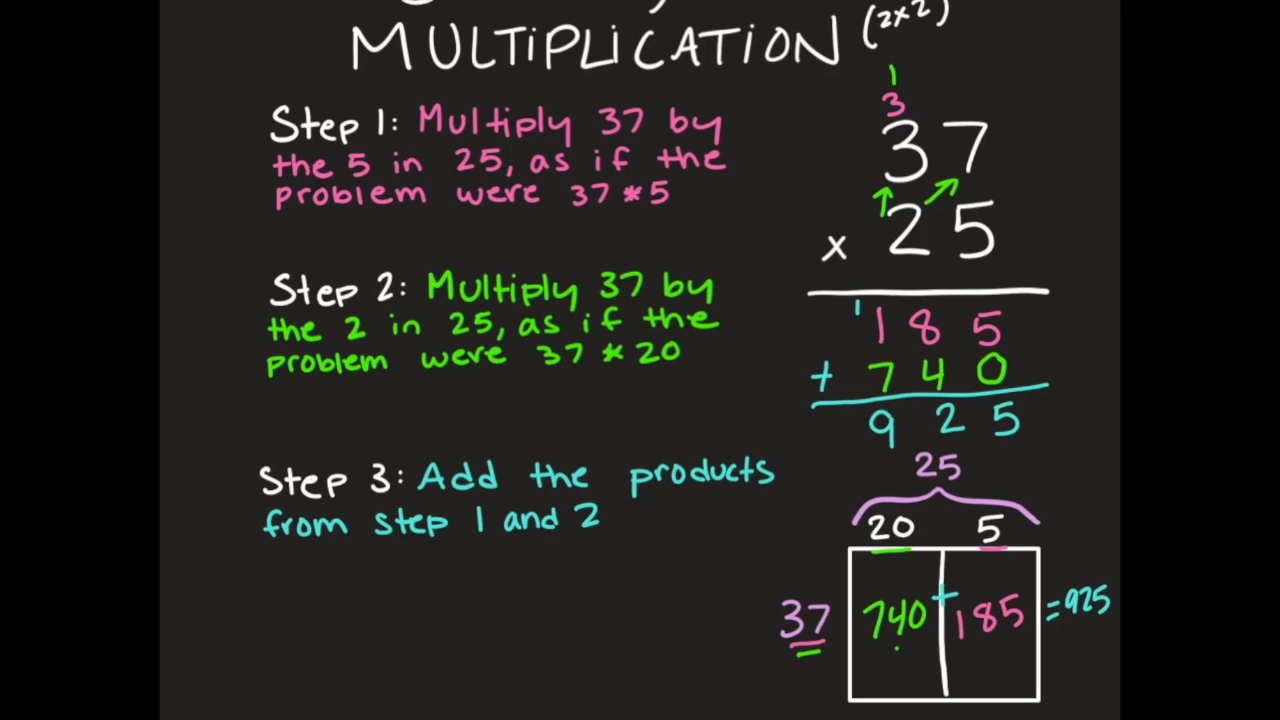 MULTiPLiCATiON (2x2)
Step 1: Multiply 37 by
the 5 in 25, as if the
problem were 37 * 5
Step 2: Multiply 37 by
the 2 in 25, as if the
problem were 37 * 20
Step 3: Add the products
from step 1 and 2
1
3
37
x 25
1
185
+ 740
925
25
20 5
37 740 + 185 =925